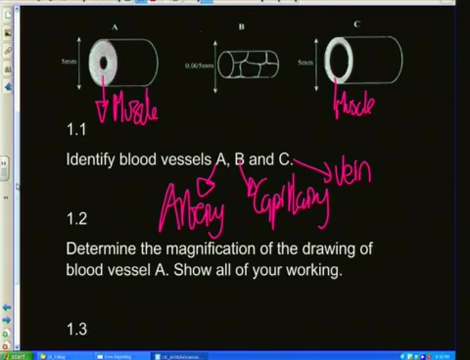 A
B
C
5mm
0.005mm
5mm
Muscle
Muscle
1.1
Identify blood vessels A, B and C.
vein
Artery
Capillary
1.2
Determine the magnification of the drawing of
blood vessel A. Show all of your working.
1.3
start